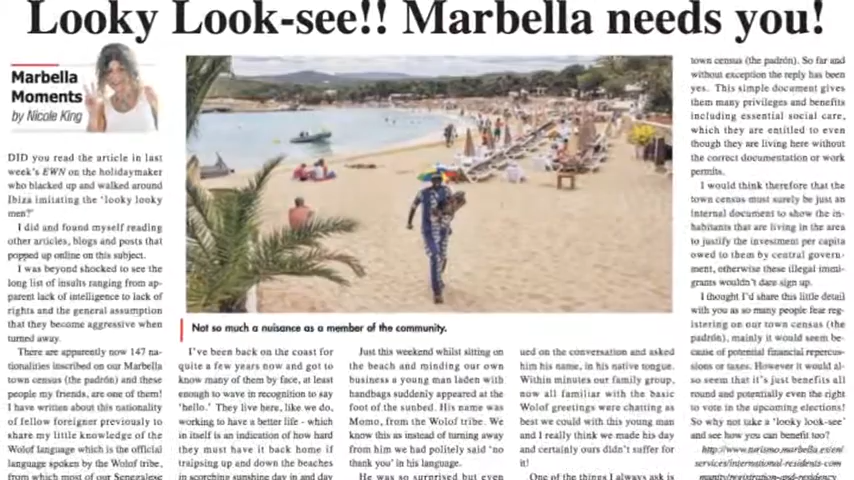 Looky Look-see!! Marbella needs you!
Marbella
Moments
by Nicole King
DID you read the article in last
week's EWN on the holidaymaker
who blacked up and walked around
Ibiza imitating the 'looky looky
men?'
I did and found myself reading
other articles, blogs and posts that
popped up online on this subject.
I was beyond shocked to see the
long list of insults ranging from ap-
parent lack of intelligence to lack of
rights and the general assumption
that they become aggressive when
turned away.
There are apparently now 147 na-
tionalities inscribed on our Marbella
town census (the padrón) and these
people my friends, are one of them!
I have written about this nationality
of fellow foreigner previously to
share my little knowledge of the
Wolof language which is the official
language spoken by the Wolof tribe,
from which most of our Senegalese
Not so much a nuisance as a member of the community.
I've been back on the coast for
quite a few years now and got to
know many of them by face, at least
enough to wave in recognition to say
'hello.' They live here, like we do,
working to have a better life - which
in itself is an indication of how hard
they must have it back home if
traipsing up and down the beaches
in scorching sunshine day in and day
Just this weekend whilst sitting on
the beach and minding our own
business a young man laden with
handbags suddenly appeared at the
foot of the sunbed. His name was
Momo, from the Wolof tribe. We
know this as instead of turning away
from him we had politely said 'no
thank you' in his language.
He was so surprised but even
ued on the conversation and asked
him his name, in his native tongue.
Within minutes our family group,
now all familiar with the basic
Wolof greetings were chatting as
best we could with this young man
and I really think we made his day
and certainly ours didn't suffer for
it!
One of the things I always ask is
town census (the padrón). So far and
without exception the reply has been
yes. This simple document gives
them many privileges and benefits
including essential social care,
which they are entitled to even
though they are living here without
the correct documentation or work
permits.
I would think therefore that the
town census must surely be just an
internal document to show the in-
habitants that are living in the area
to justify the investment per capita
owed to them by central govern-
ment, otherwise these illegal immi-
grants wouldn't dare sign up.
I thought I'd share this little detail
with you as so many people fear reg-
istering on our town census (the
padrón), mainly it would seem be-
cause of potential financial repercus-
sions or taxes. However it would al-
so seem that it's just benefits all
round and potentially even the right
to vote in the upcoming elections!
So why not take a 'looky look-see'
and see how you can benefit too?
http://www.turismo.marbella.es/en/
services/international-residents-com
munity/registration-and-residency